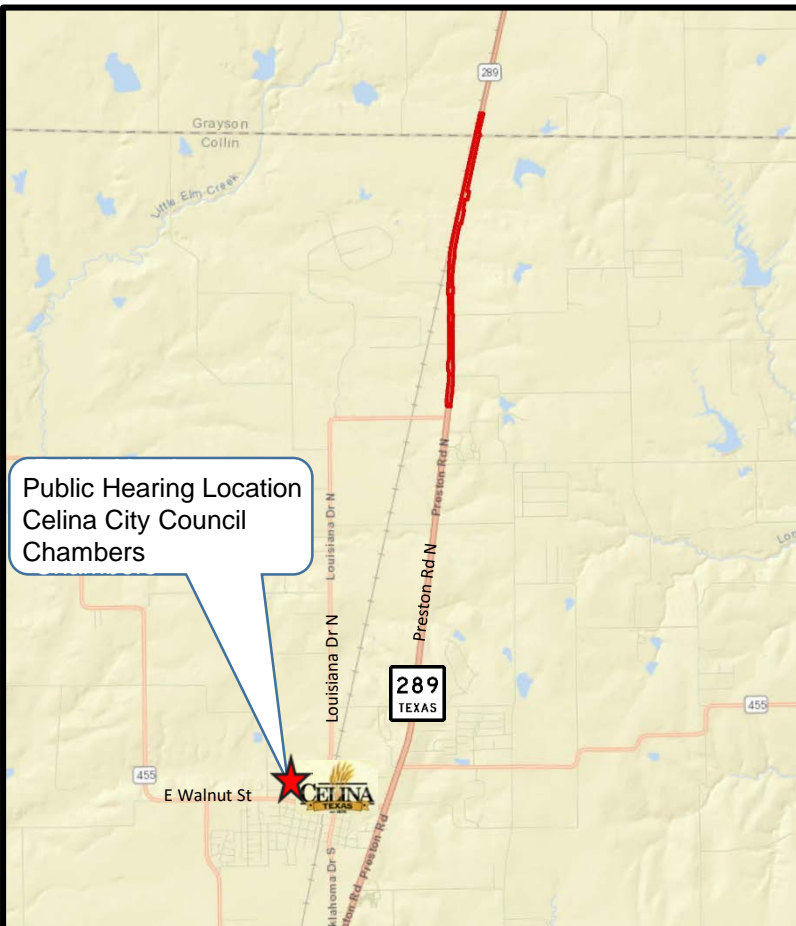 289
Grayson
Collin
Little Elm Creek
Preston Rd N
Public Hearing Location
Celina City Council
Chambers
Louisiana Dr N
Preston Rd N
Louisiana Dr N
289
TEXAS
455
455
E Walnut St
CELINA
TEXAS
Preston Rd